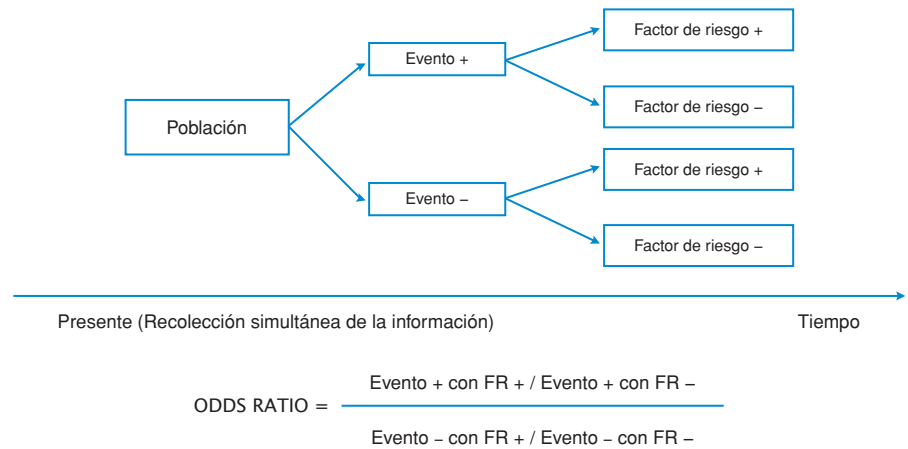 Factor de riesgo +
Evento +
Factor de riesgo −
Población
Factor de riesgo +
Evento −
Factor de riesgo −
Presente (Recolección simultánea de la información)
Tiempo
ODDS RATIO =
Evento + con FR + / Evento + con FR −
Evento − con FR + / Evento − con FR −